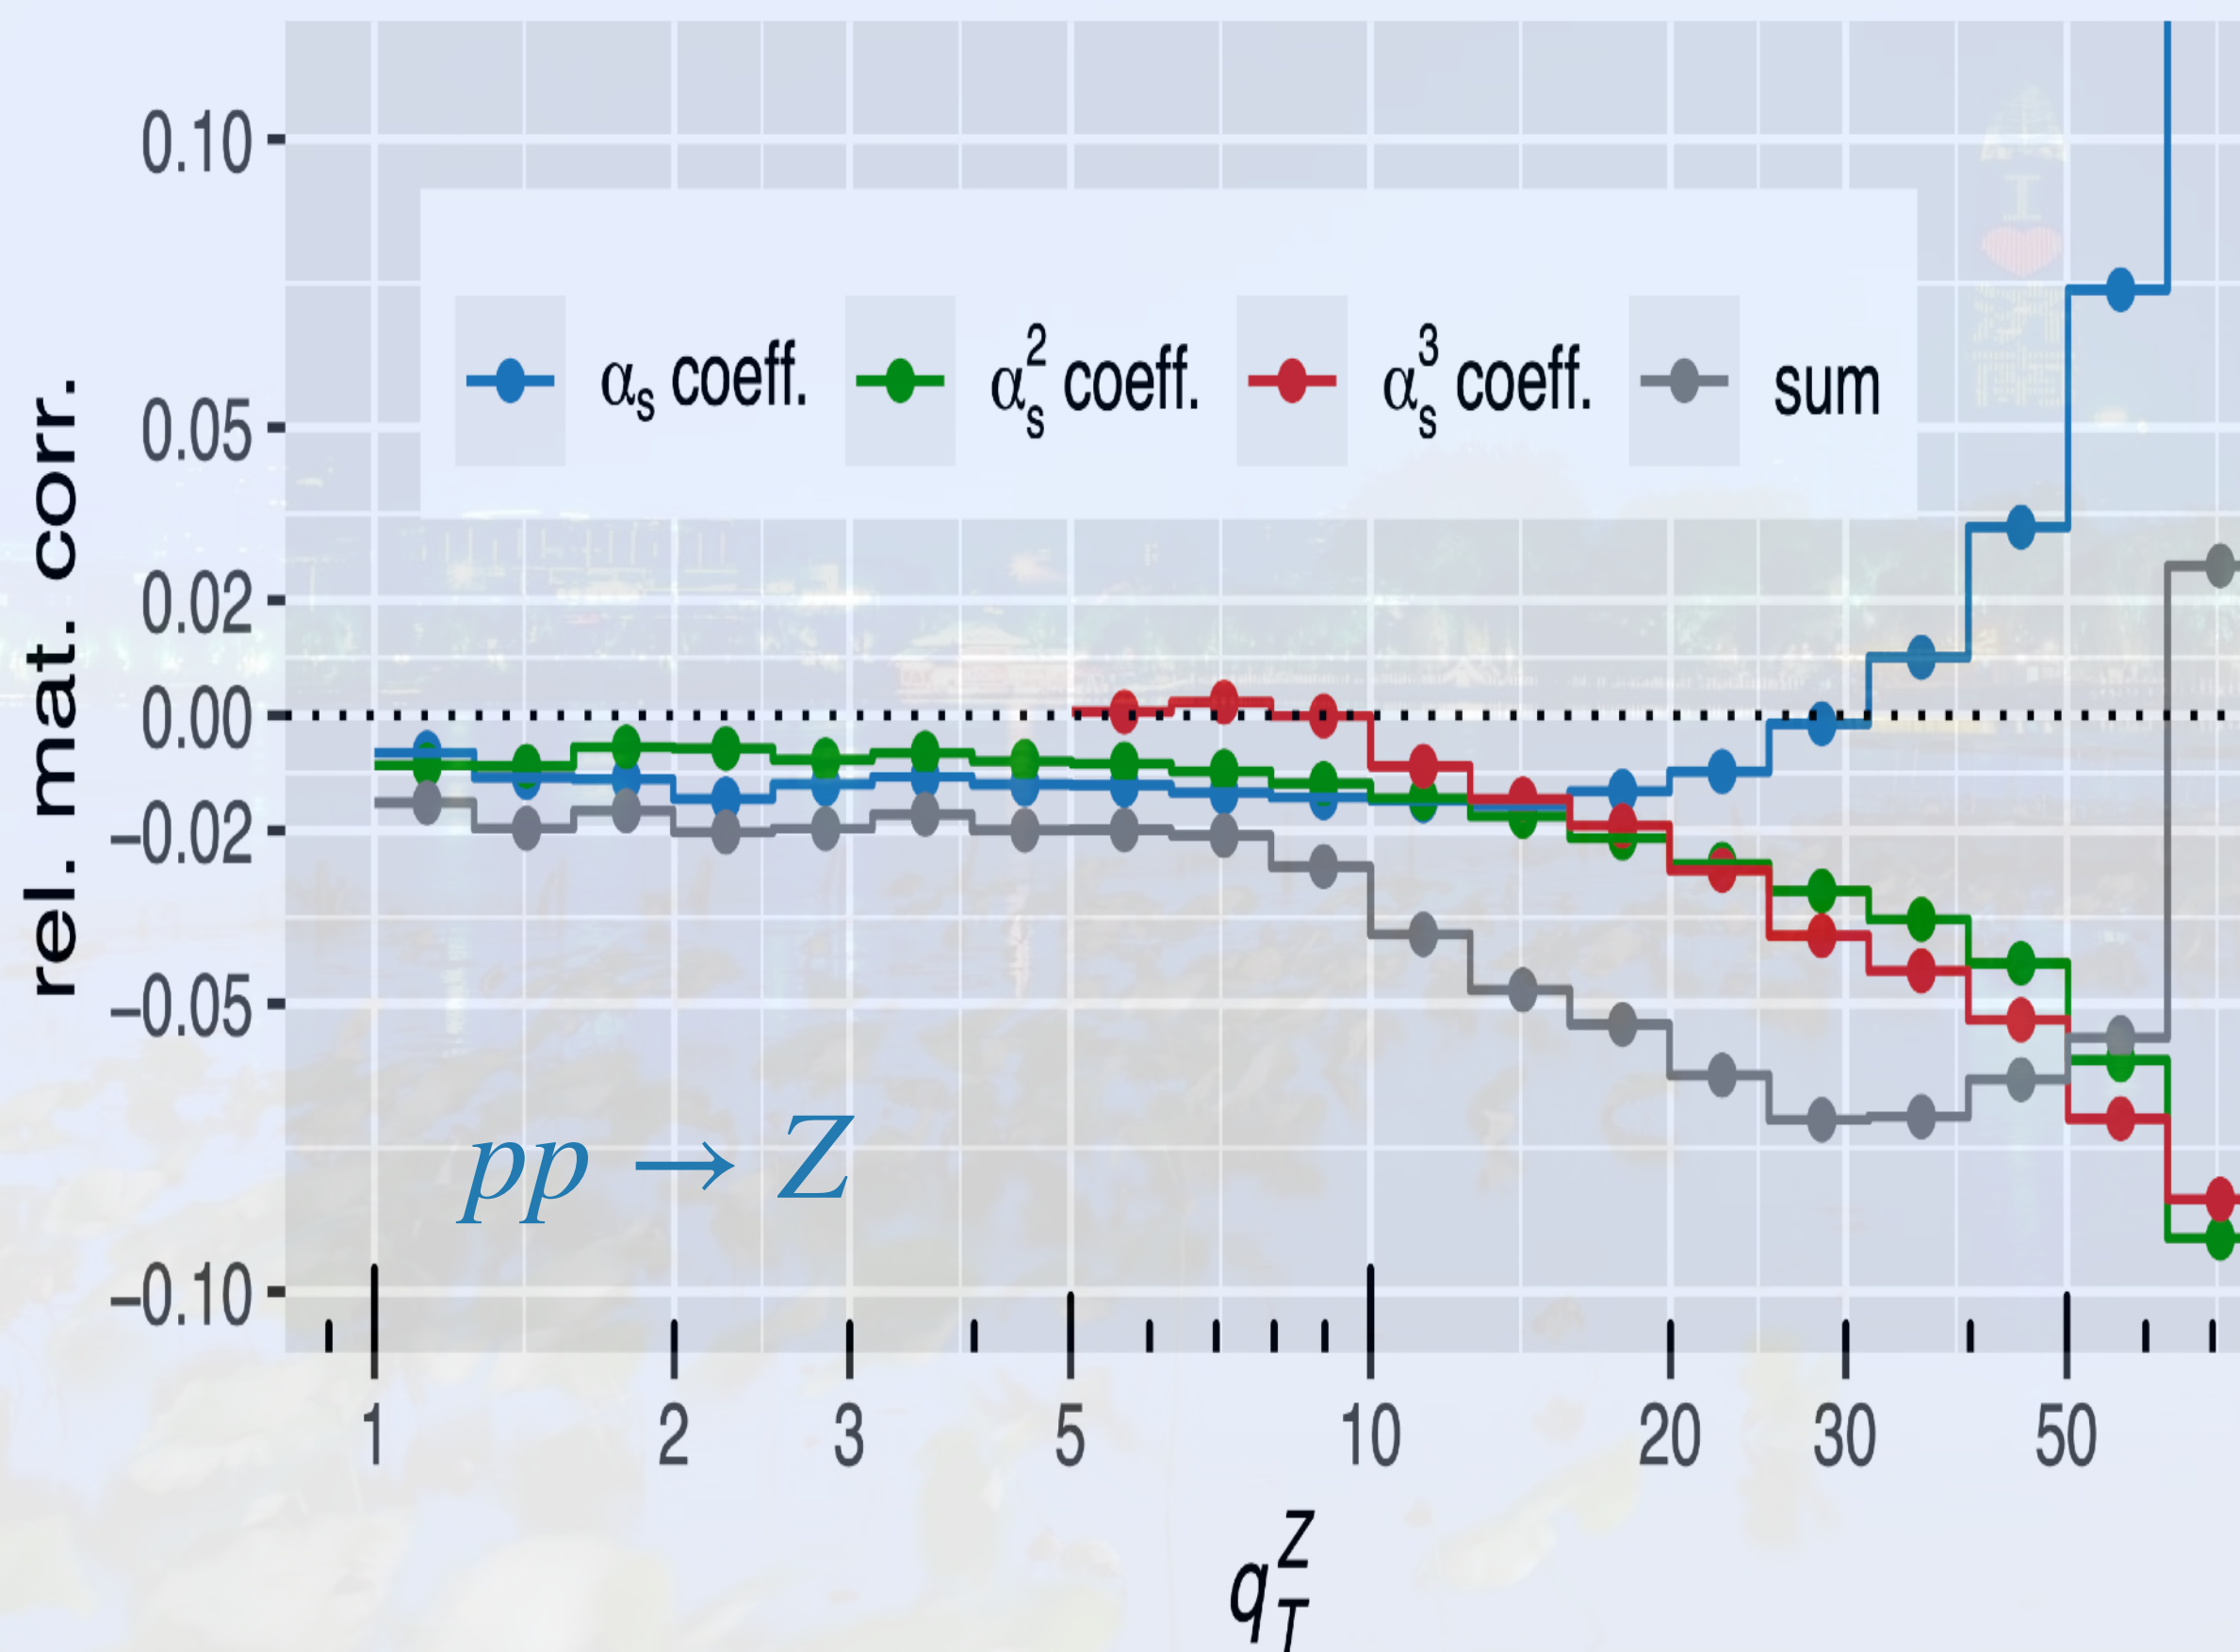 0.10
0.05
0.02
0.00
−0.02
−0.05
−0.10
rel. mat. corr.
αs coeff. αs² coeff. αs³ coeff. sum
I
pp → Z
1 2 3 5 10 20 30 50
q_T^Z